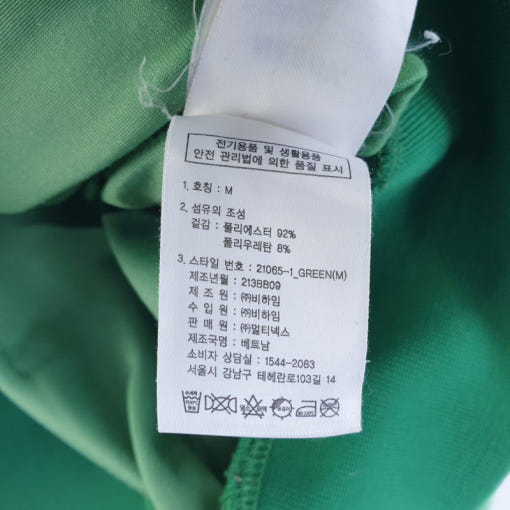 전기용품 및 생활용품
안전 관리법에 의한 품질 표시
1. 호칭 : M
2. 섬유의 조성
겉감 : 폴리에스터 92%
폴리우레탄 8%
3. 스타일 번호 : 21065-1_GREEN(M)
제조년월 : 213BB09
제 조 원 : ㈜비하임
수 입 원 : ㈜비하임
판 매 원 : ㈜멀티넥스
제조국명 : 베트남
소비자 상담실 : 1544-2083
서울시 강남구 테헤란로103길 14